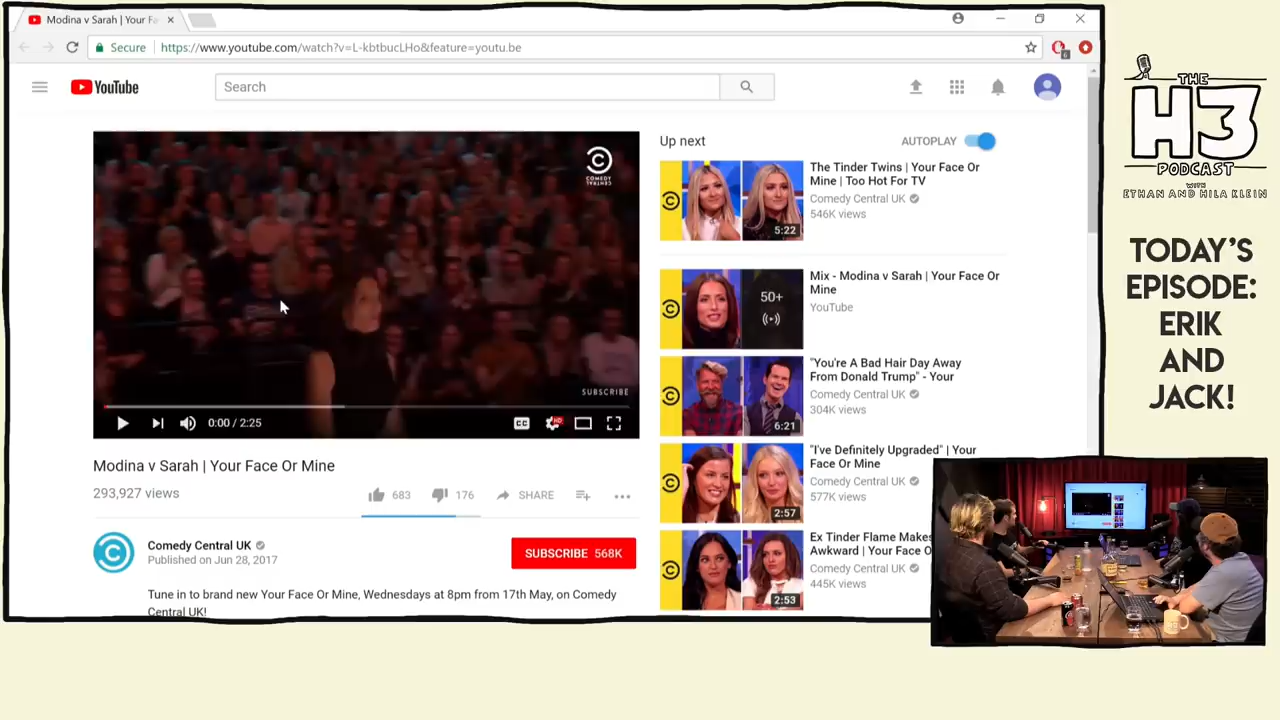 Modina v Sarah | Your Fa
Secure
https://www.youtube.com/watch?v=L-kbtbucLHo&feature=youtu.be
6
YouTube
Search
COMEDY
CENTRAL
SUBSCRIBE
0:00 / 2:25
CC
HD
Modina v Sarah | Your Face Or Mine
293,927 views
683
176
SHARE
Comedy Central UK
Published on Jun 28, 2017
SUBSCRIBE 568K
Tune in to brand new Your Face Or Mine, Wednesdays at 8pm from 17th May, on Comedy
Central UK!
Up next
AUTOPLAY
5:22
The Tinder Twins | Your Face Or
Mine | Too Hot For TV
Comedy Central UK
546K views
50+
Mix - Modina v Sarah | Your Face Or
Mine
YouTube
6:21
"You're A Bad Hair Day Away
From Donald Trump" - Your
Comedy Central UK
304K views
2:57
"I've Definitely Upgraded" | Your
Face Or Mine
Comedy Central UK
577K views
2:53
Ex Tinder Flame Makes
Awkward | Your Face O
Comedy Central UK
445K views
THE
H3
PODCAST
WITH
ETHAN AND HILA KLEIN
TODAY'S
EPISODE:
ERIK
AND
JACK!
H3